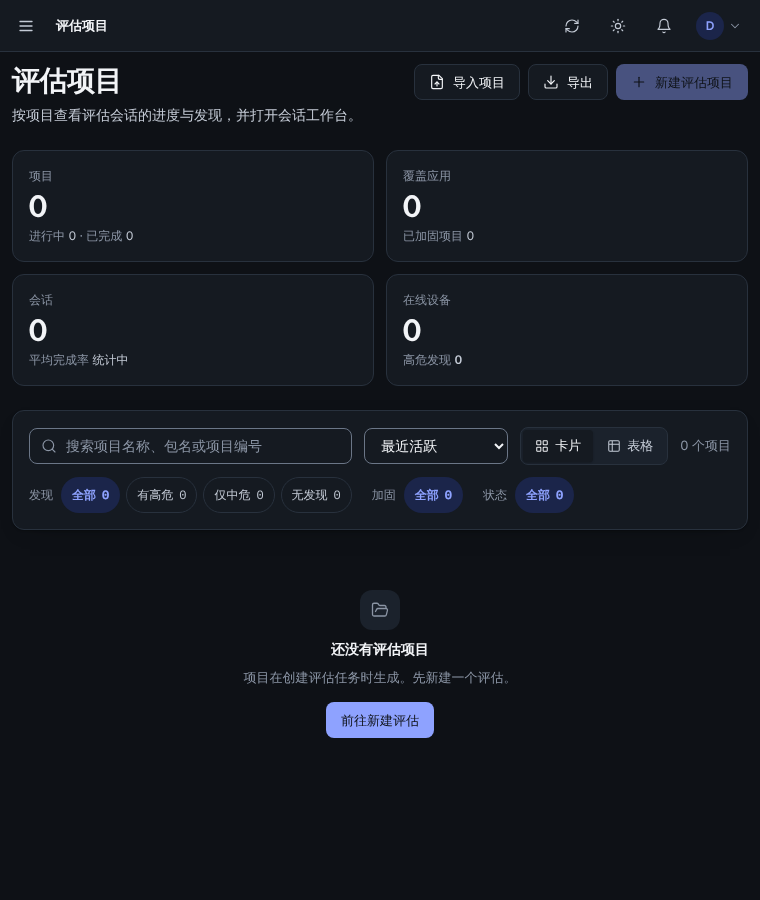 评估项目
D
评估项目
导入项目
导出
新建评估项目
按项目查看评估会话的进度与发现，并打开会话工作台。
项目
0
进行中 0 · 已完成 0
覆盖应用
0
已加固项目 0
会话
0
平均完成率 统计中
在线设备
0
高危发现 0
搜索项目名称、包名或项目编号
最近活跃
卡片
表格
0 个项目
发现 全部 0 有高危 0 仅中危 0 无发现 0 加固 全部 0 状态 全部 0
还没有评估项目
项目在创建评估任务时生成。先新建一个评估。
前往新建评估